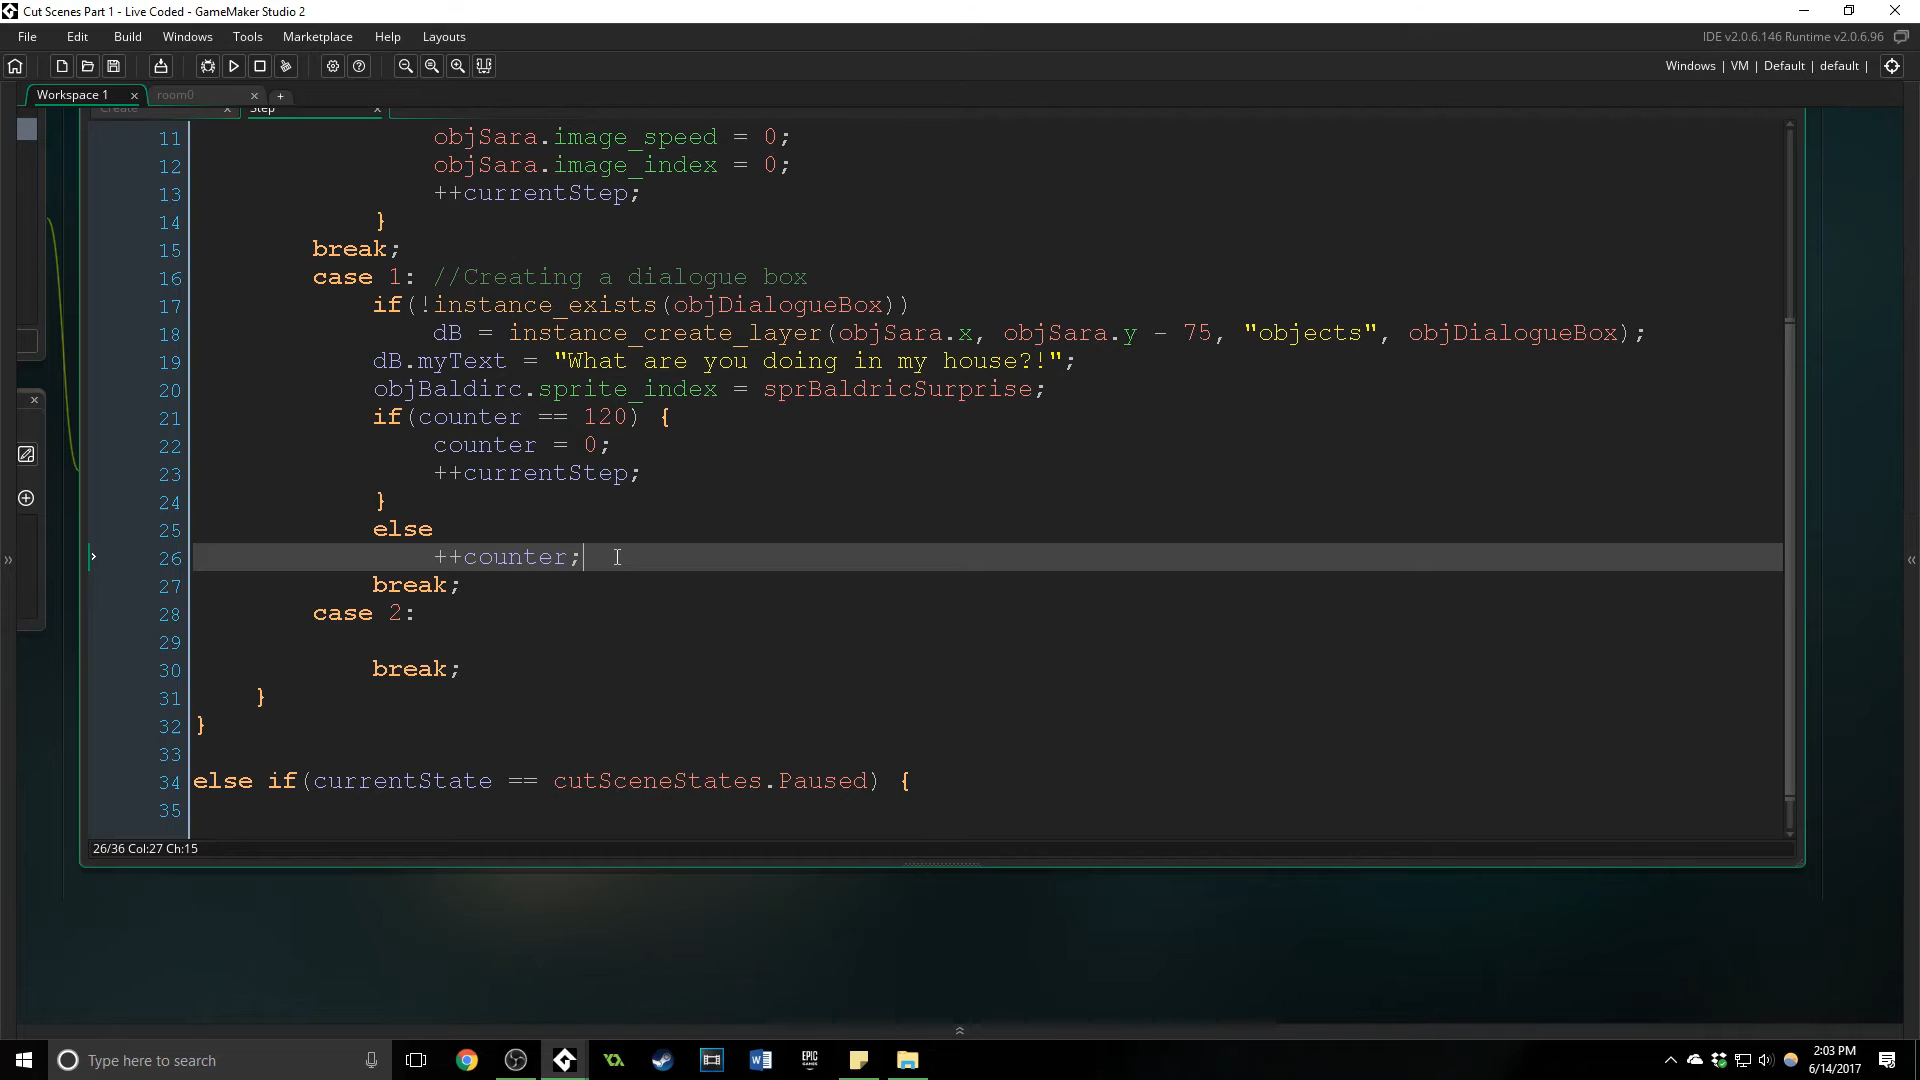 Cut Scenes Part 1 - Live Coded - GameMaker Studio 2
File Edit Build Windows Tools Marketplace Help Layouts
IDE v2.0.6.146 Runtime v2.0.6.96
Windows | VM | Default | default |
Workspace 1 room0
Create Step
11 objSara.image_speed = 0;
12 objSara.image_index = 0;
13 ++currentStep;
14 }
15 break;
16 case 1: //Creating a dialogue box
17 if(!instance_exists(objDialogueBox))
18 dB = instance_create_layer(objSara.x, objSara.y - 75, "objects", objDialogueBox);
19 dB.myText = "What are you doing in my house?!";
20 objBaldirc.sprite_index = sprBaldricSurprise;
21 if(counter == 120) {
22 counter = 0;
23 ++currentStep;
24 }
25 else
26 ++counter;
27 break;
28 case 2:
29
30 break;
31 }
32 }
33
34 else if(currentState == cutSceneStates.Paused) {
35
26/36 Col:27 Ch:15
Type here to search
EPIC GAMES
2:03 PM
6/14/2017